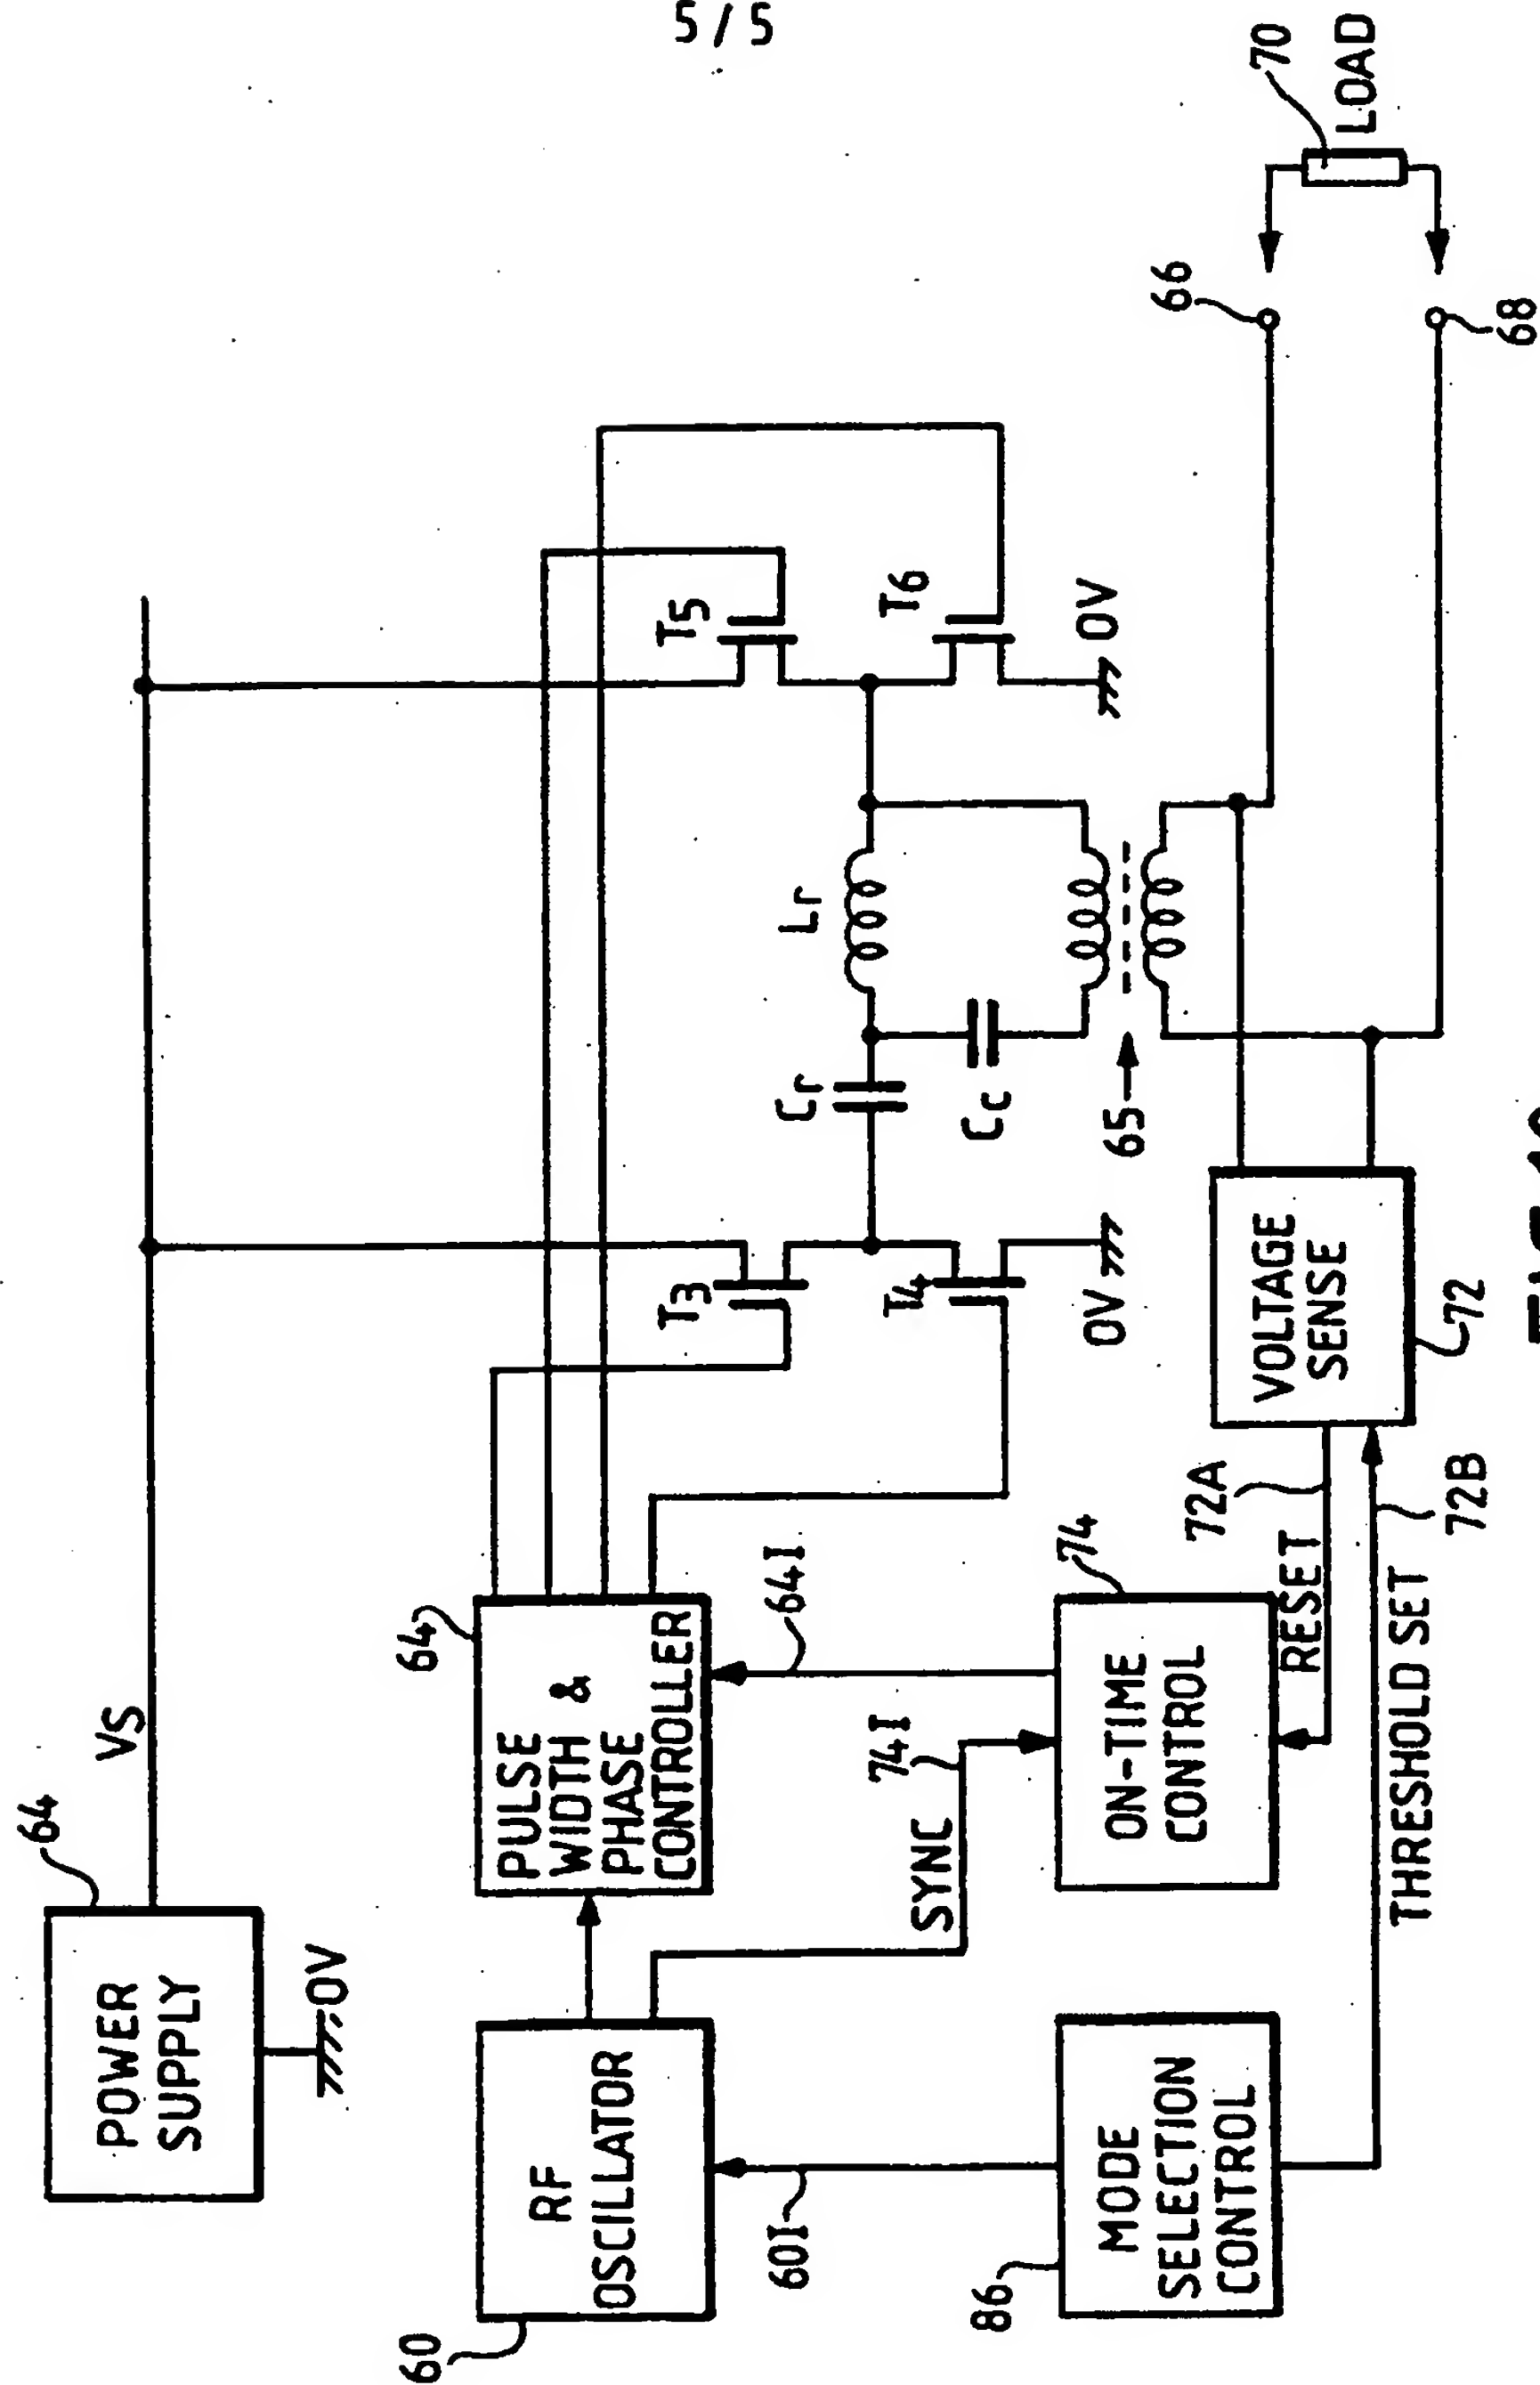 5/5
64
POWER
SUPPLY
0V
VS
60
RF
OSCILLATOR
64
PULSE
WIDTH &
PHASE
CONTROLLER
T3
T5
Cr
Lr
T4
T6
Cc
60I
SYNC
74I
64I
0V
65
0V
86
MODE
SELECTION
CONTROL
ON-TIME
CONTROL
74
RESET
72A
VOLTAGE
SENSE
66
70
LOAD
THRESHOLD SET
72B
72
68